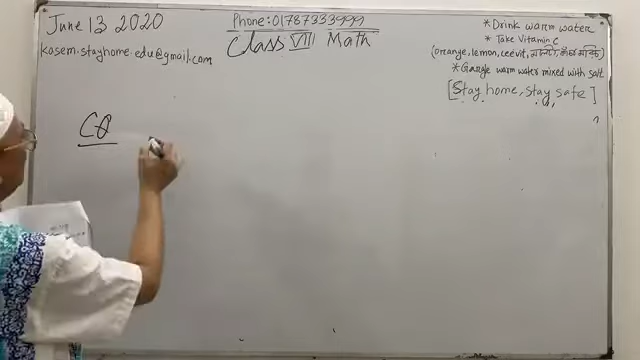 June 13 2020
kasem.stayhome.edu@gmail.com
Phone:01787333999
Class VIII Math
* Drink warm water
* Take Vitamin C
(orange, lemon, ceevit,
* Gargle warm water mixed with salt
[Stay home, stay safe]
CQ